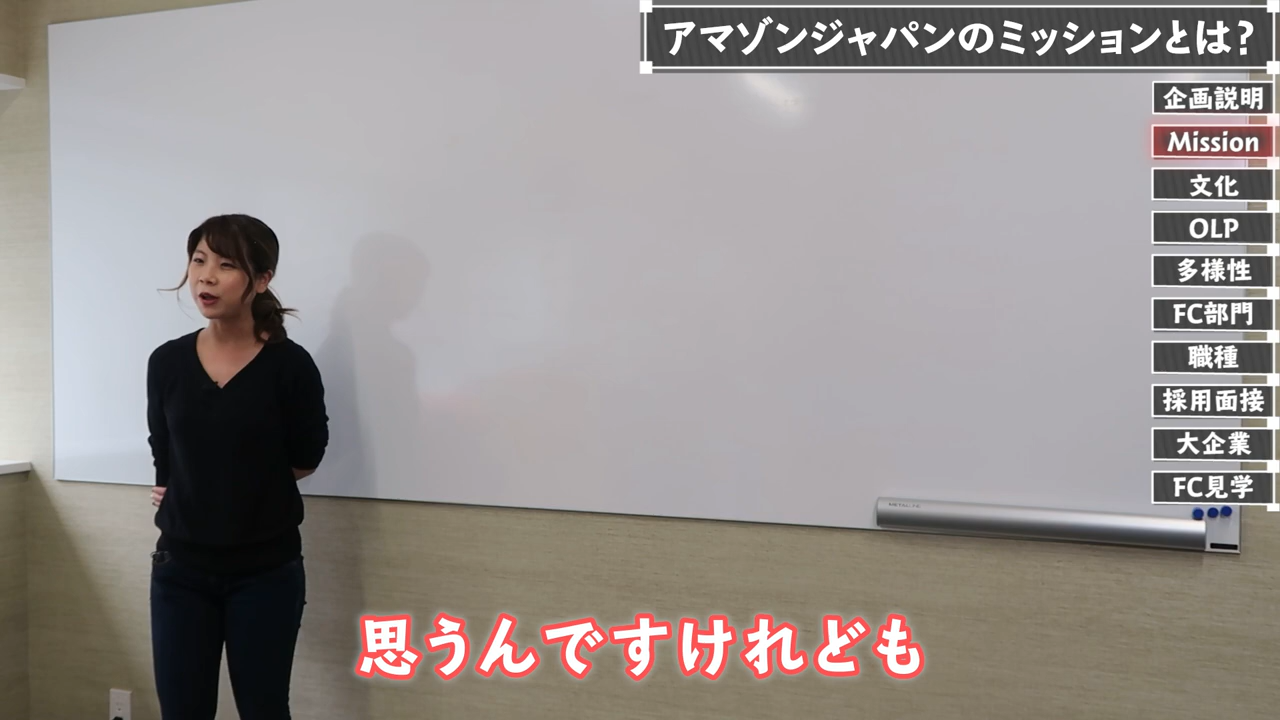 アマゾンジャパンのミッションとは?
企画説明
Mission
文化
OLP
多様性
FC部門
職種
採用面接
大企業
FC見学
思うんですけれども